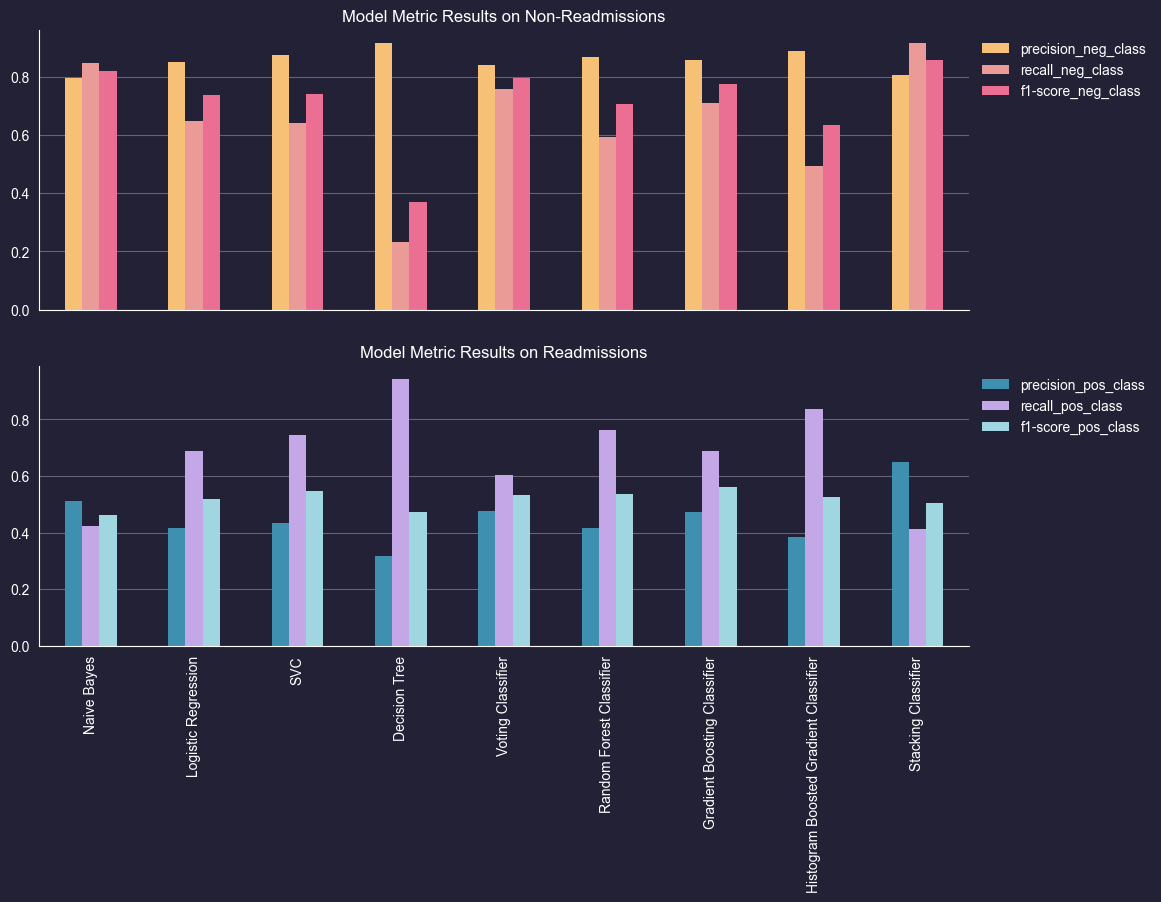 Model Metric Results on Non-Readmissions
precision_neg_class
recall_neg_class
f1-score_neg_class
0.8
0.6
0.4
0.2
0.0
Model Metric Results on Readmissions
precision_pos_class
recall_pos_class
f1-score_pos_class
0.8
0.6
0.4
0.2
0.0
Naive Bayes
Logistic Regression
SVC
Decision Tree
Voting Classifier
Random Forest Classifier
Gradient Boosting Classifier
Histogram Boosted Gradient Classifier
Stacking Classifier